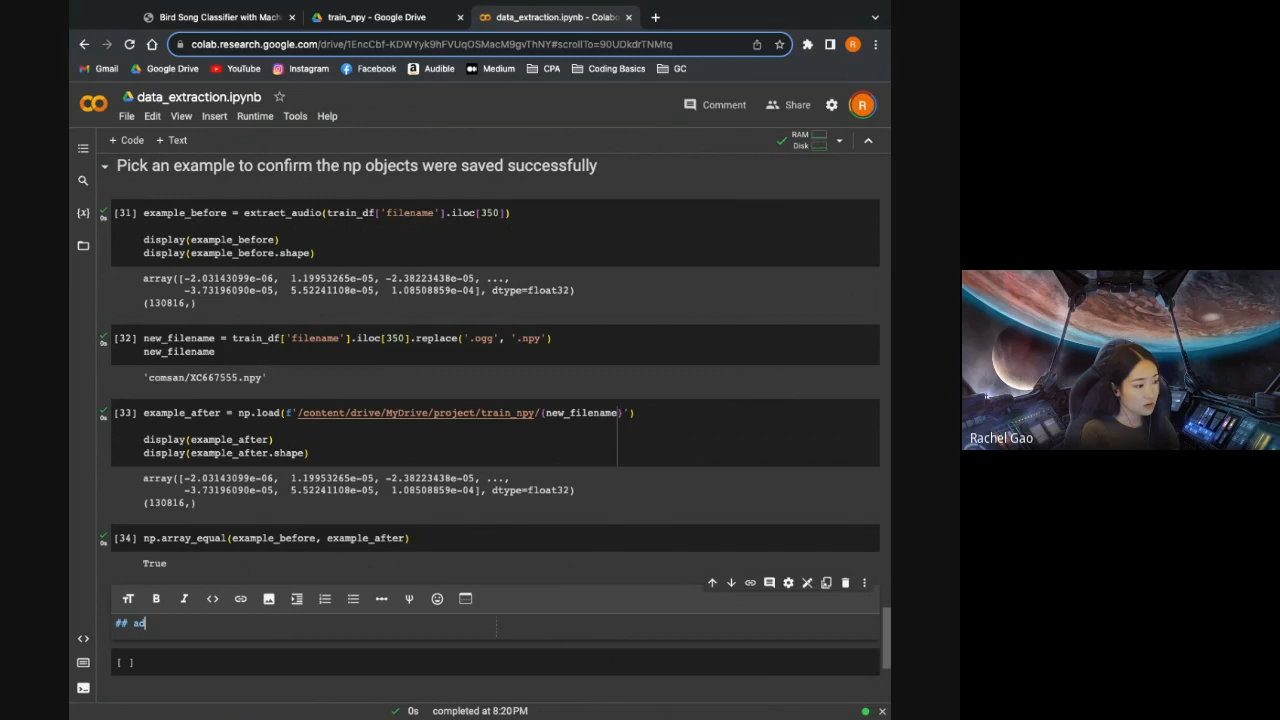 Bird Song Classifier with Mach
train_npy - Google Drive
data_extraction.ipynb - Colabo
colab.research.google.com/drive/1EncCbf-KDWYyk9hFVUqOSMacM9gvThNY#scrollTo=90UDkdrTNMtq
R
Gmail
Google Drive
YouTube
Instagram
Facebook
Audible
Medium
CPA
Coding Basics
GC
data_extraction.ipynb
Comment
Share
R
File Edit View Insert Runtime Tools Help
+ Code + Text
RAM
Disk
Pick an example to confirm the np objects were saved successfully
[31] example_before = extract_audio(train_df['filename'].iloc[350])
0s
display(example_before)
display(example_before.shape)
array([-2.03143099e-06, 1.19953265e-05, -2.38223438e-05, ...,
-3.73196090e-05, 5.52241108e-05, 1.08508859e-04], dtype=float32)
(130816,)
[32] new_filename = train_df['filename'].iloc[350].replace('.ogg', '.npy')
0s
new_filename
'comsan/XC667555.npy'
[33] example_after = np.load(f'/content/drive/MyDrive/project/train_npy/{new_filename}')
0s
display(example_after)
display(example_after.shape)
array([-2.03143099e-06, 1.19953265e-05, -2.38223438e-05, ...,
-3.73196090e-05, 5.52241108e-05, 1.08508859e-04], dtype=float32)
(130816,)
[34] np.array_equal(example_before, example_after)
0s
True
## ad
[ ]
0s completed at 8:20 PM
Rachel Gao